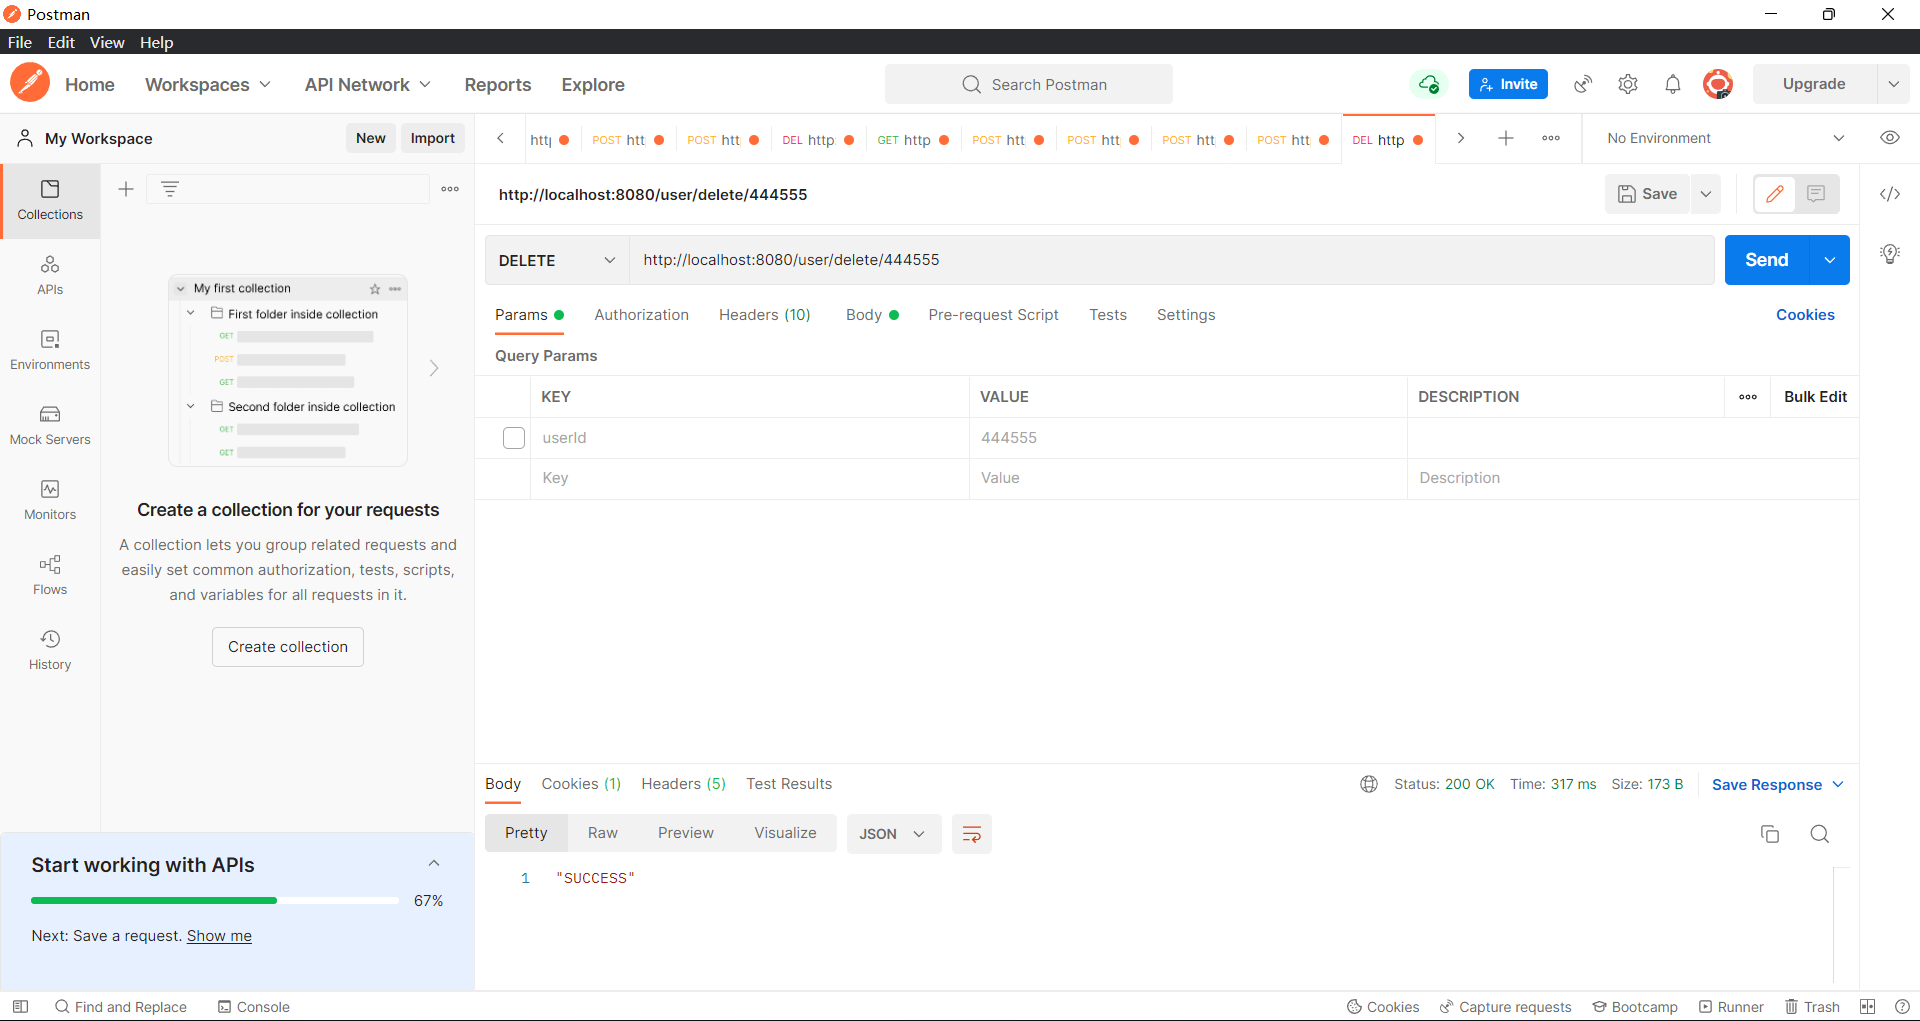 Postman
File Edit View Help
Home Workspaces API Network Reports Explore Search Postman Invite Upgrade
My Workspace New Import
http POST htt POST htt DEL http GET http POST htt POST htt POST htt POST htt DEL http No Environment
Collections
APIs
Environments
Mock Servers
Monitors
Flows
History
My first collection
First folder inside collection
GET
POST
GET
Second folder inside collection
GET
GET
Create a collection for your requests
A collection lets you group related requests and
easily set common authorization, tests, scripts,
and variables for all requests in it.
Create collection
Start working with APIs
67%
Next: Save a request. Show me
http://localhost:8080/user/delete/444555 Save
DELETE http://localhost:8080/user/delete/444555 Send
Params Authorization Headers (10) Body Pre-request Script Tests Settings Cookies
Query Params
KEY VALUE DESCRIPTION Bulk Edit
userId 444555
Key Value Description
Body Cookies (1) Headers (5) Test Results Status: 200 OK Time: 317 ms Size: 173 B Save Response
Pretty Raw Preview Visualize JSON
1 "SUCCESS"
Find and Replace Console Cookies Capture requests Bootcamp Runner Trash